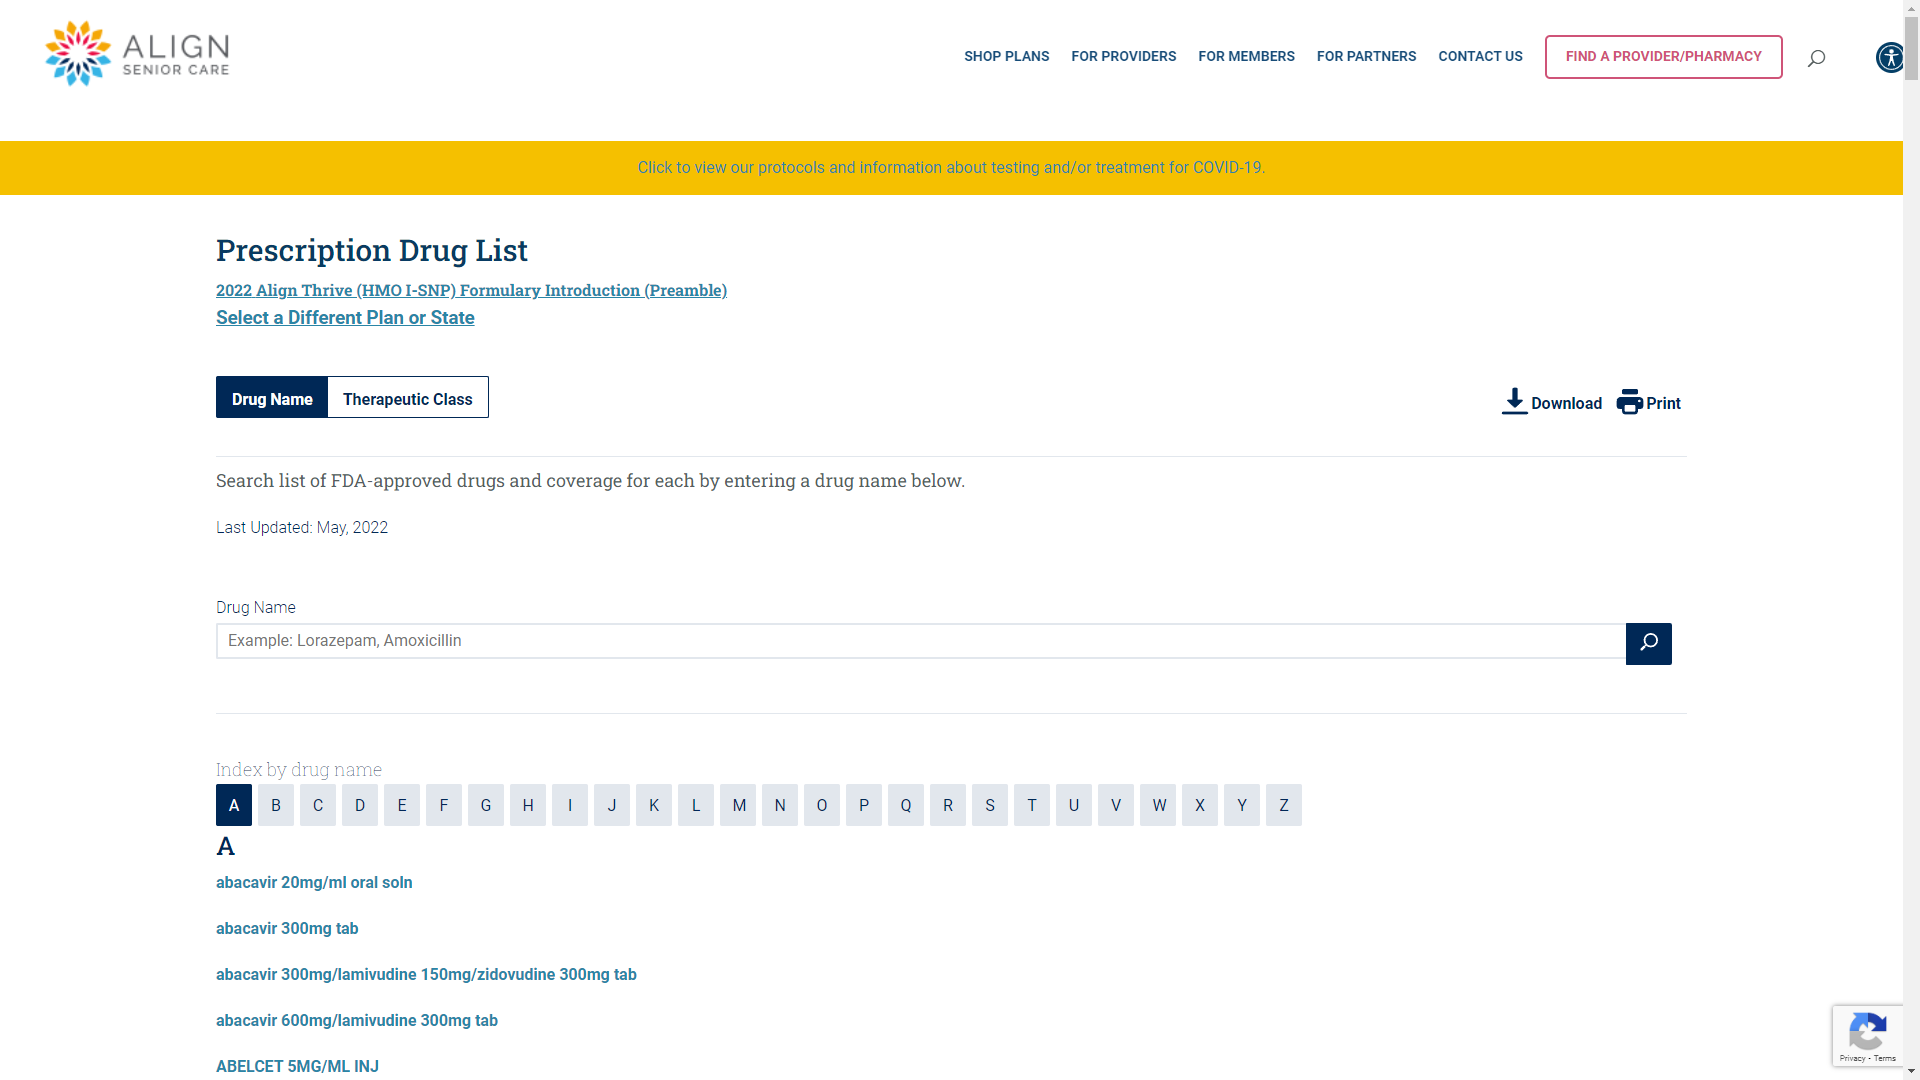 ALIGN
SENIOR CARE
SHOP PLANS
FOR PROVIDERS
FOR MEMBERS
FOR PARTNERS
CONTACT US
FIND A PROVIDER/PHARMACY
Click to view our protocols and information about testing and/or treatment for COVID-19.
Prescription Drug List
2022 Align Thrive (HMO I-SNP) Formulary Introduction (Preamble)
Select a Different Plan or State
Drug Name
Therapeutic Class
Download
Print
Search list of FDA-approved drugs and coverage for each by entering a drug name below.
Last Updated: May, 2022
Drug Name
Example: Lorazepam, Amoxicillin
Index by drug name
A B C D E F G H I J K L M N O P Q R S T U V W X Y Z
A
abacavir 20mg/ml oral soln
abacavir 300mg tab
abacavir 300mg/lamivudine 150mg/zidovudine 300mg tab
abacavir 600mg/lamivudine 300mg tab
ABELCET 5MG/ML INJ
Privacy - Terms